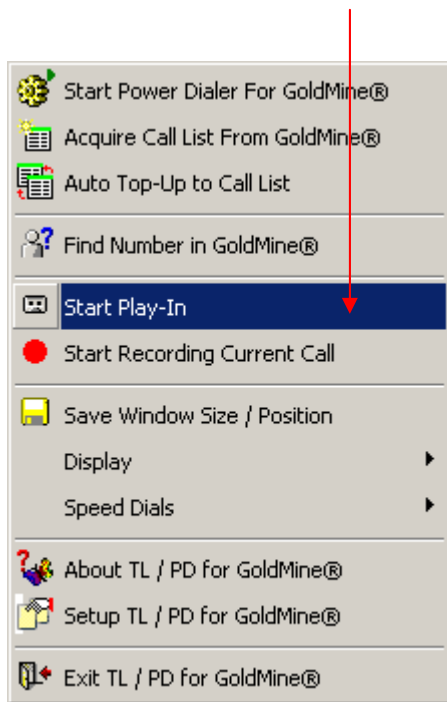 Start Power Dialer For GoldMine®
Acquire Call List From GoldMine®
Auto Top-Up to Call List
Find Number in GoldMine®
Start Play-In
Start Recording Current Call
Save Window Size / Position
Display
Speed Dials
About TL / PD for GoldMine®
Setup TL / PD for GoldMine®
Exit TL / PD for GoldMine®